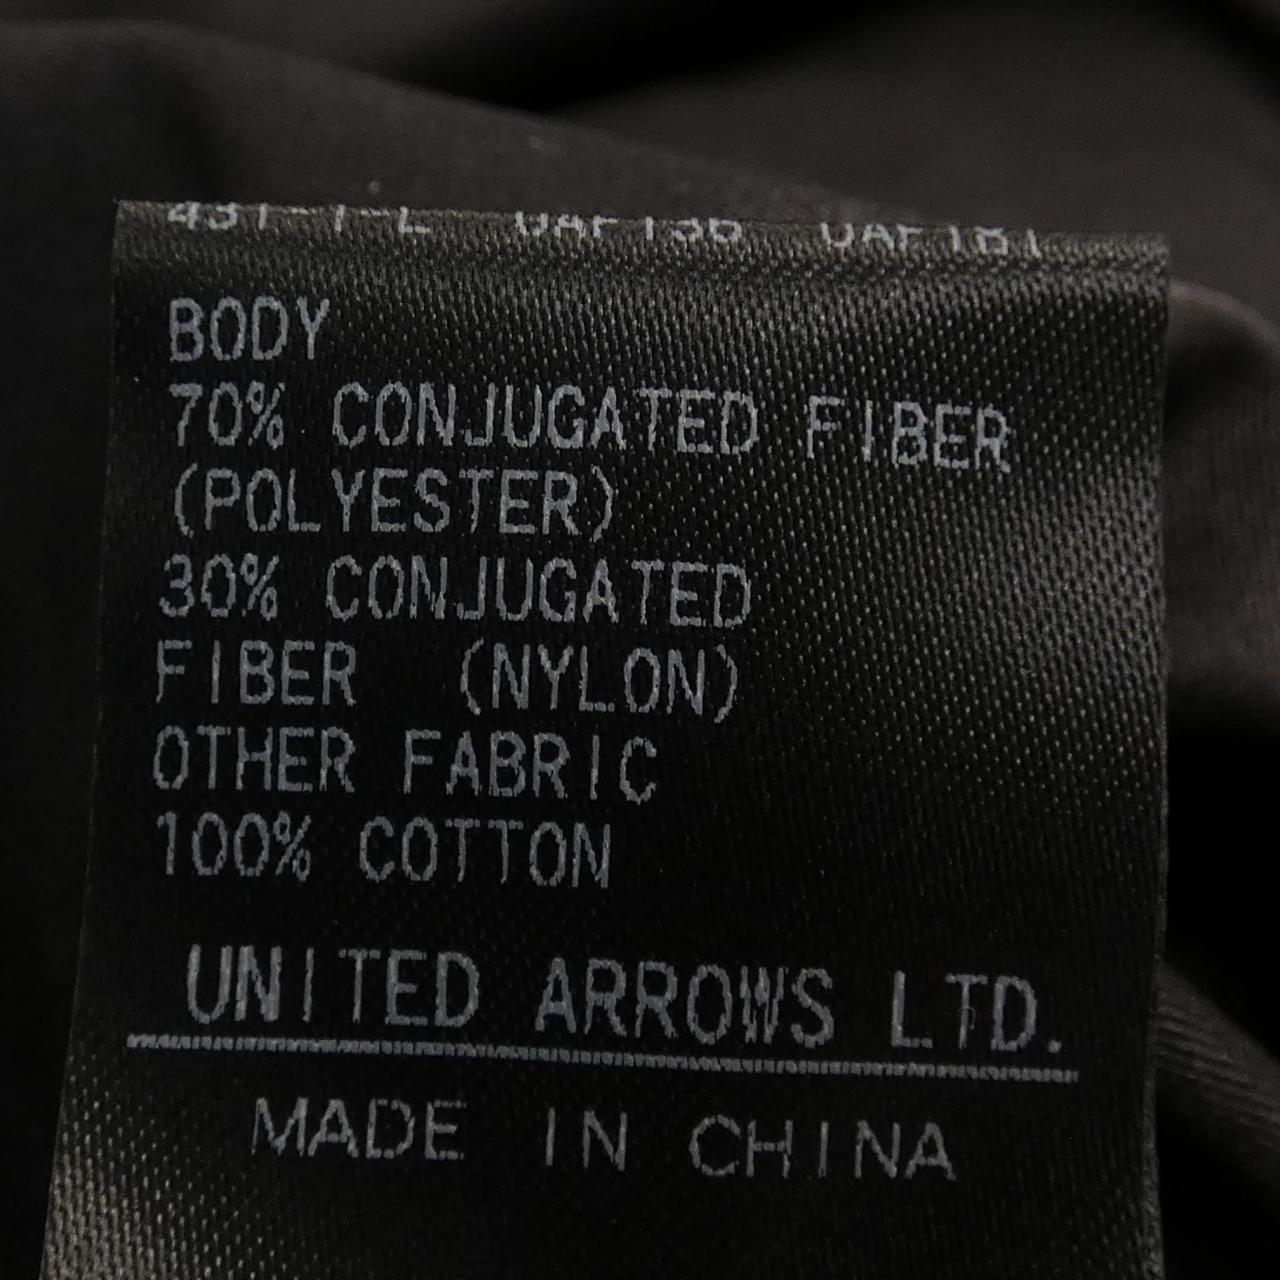 BODY
70% CONJUGATED FIBER
(POLYESTER)
30% CONJUGATED
FIBER (NYLON)
OTHER FABRIC
100% COTTON
UNITED ARROWS LTD.
MADE IN CHINA